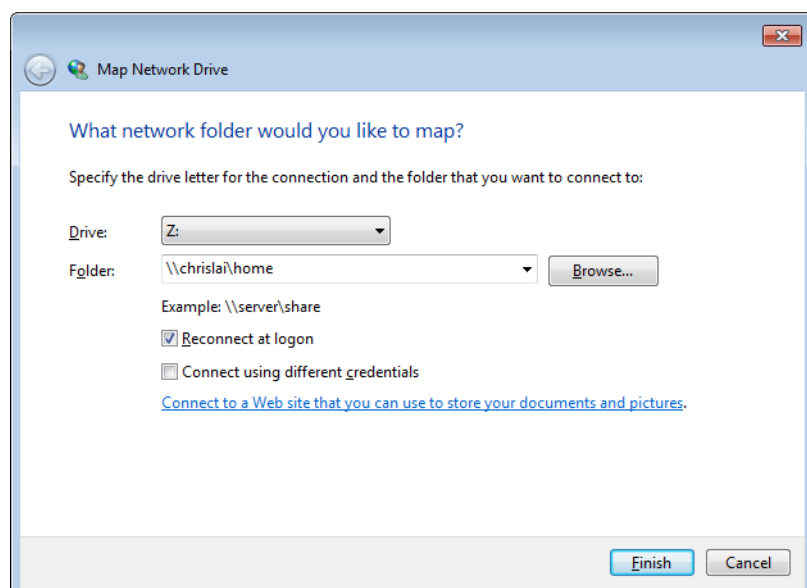 Map Network Drive
What network folder would you like to map?
Specify the drive letter for the connection and the folder that you want to connect to:
Drive: Z:
Folder: \\chrislai\home Browse...
Example: \\server\share
Reconnect at logon
Connect using different credentials
Connect to a Web site that you can use to store your documents and pictures.
Finish Cancel